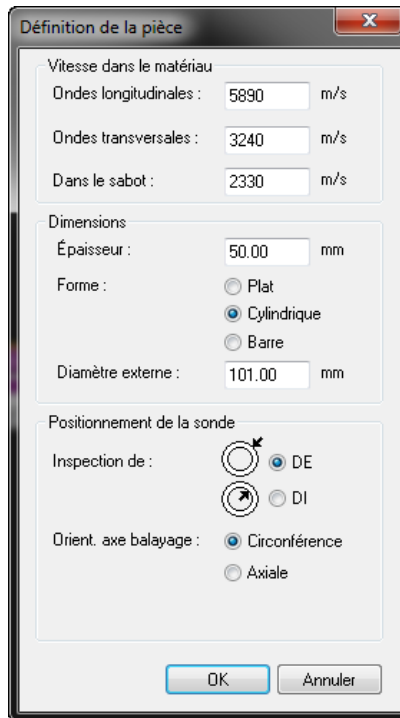 Définition de la pièce
Vitesse dans le matériau
Ondes longitudinales : 5890 m/s
Ondes transversales : 3240 m/s
Dans le sabot : 2330 m/s
Dimensions
Épaisseur : 50.00 mm
Forme : Plat
Cylindrique
Barre
Diamètre externe : 101.00 mm
Positionnement de la sonde
Inspection de : DE
DI
Orient. axe balayage : Circonférence
Axiale
OK Annuler